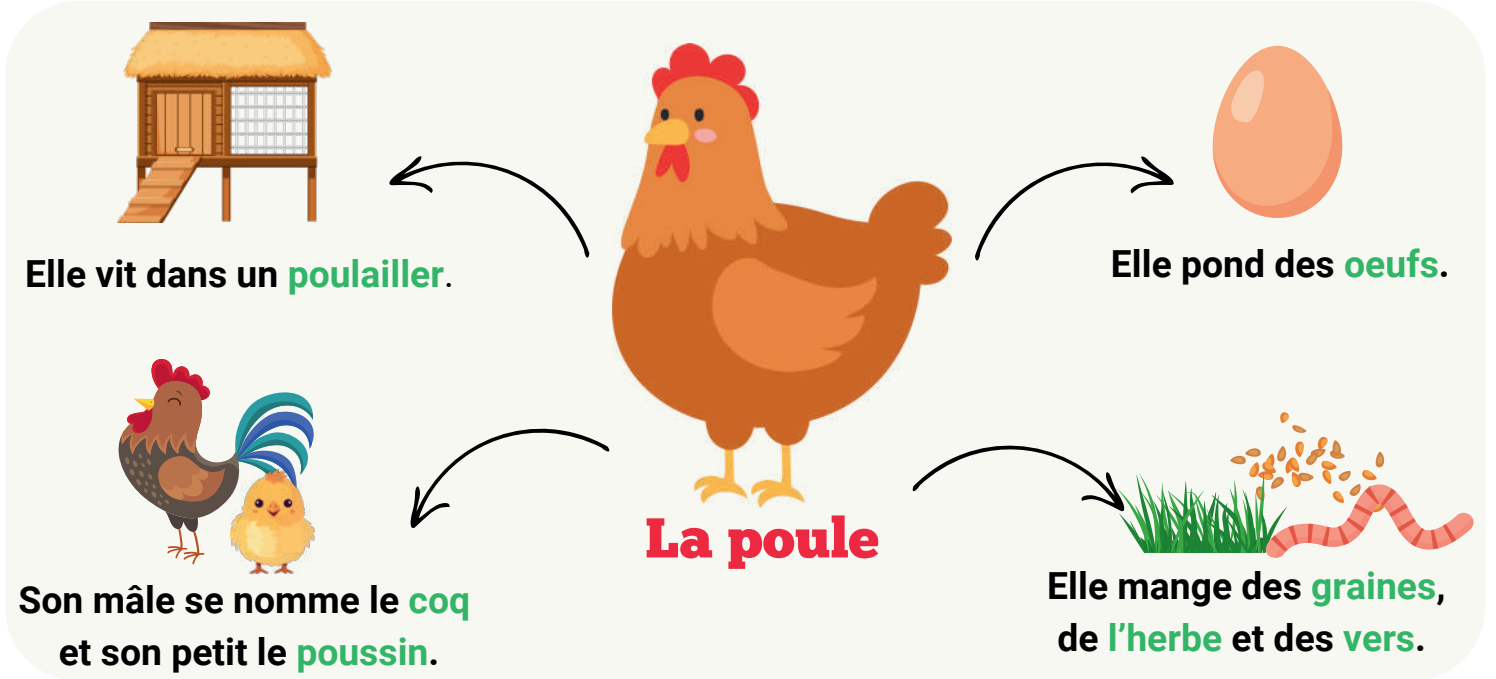 Elle vit dans un poulailler.
Elle pond des oeufs.
La poule
Son mâle se nomme le coq
et son petit le poussin.
Elle mange des graines,
de l’herbe et des vers.